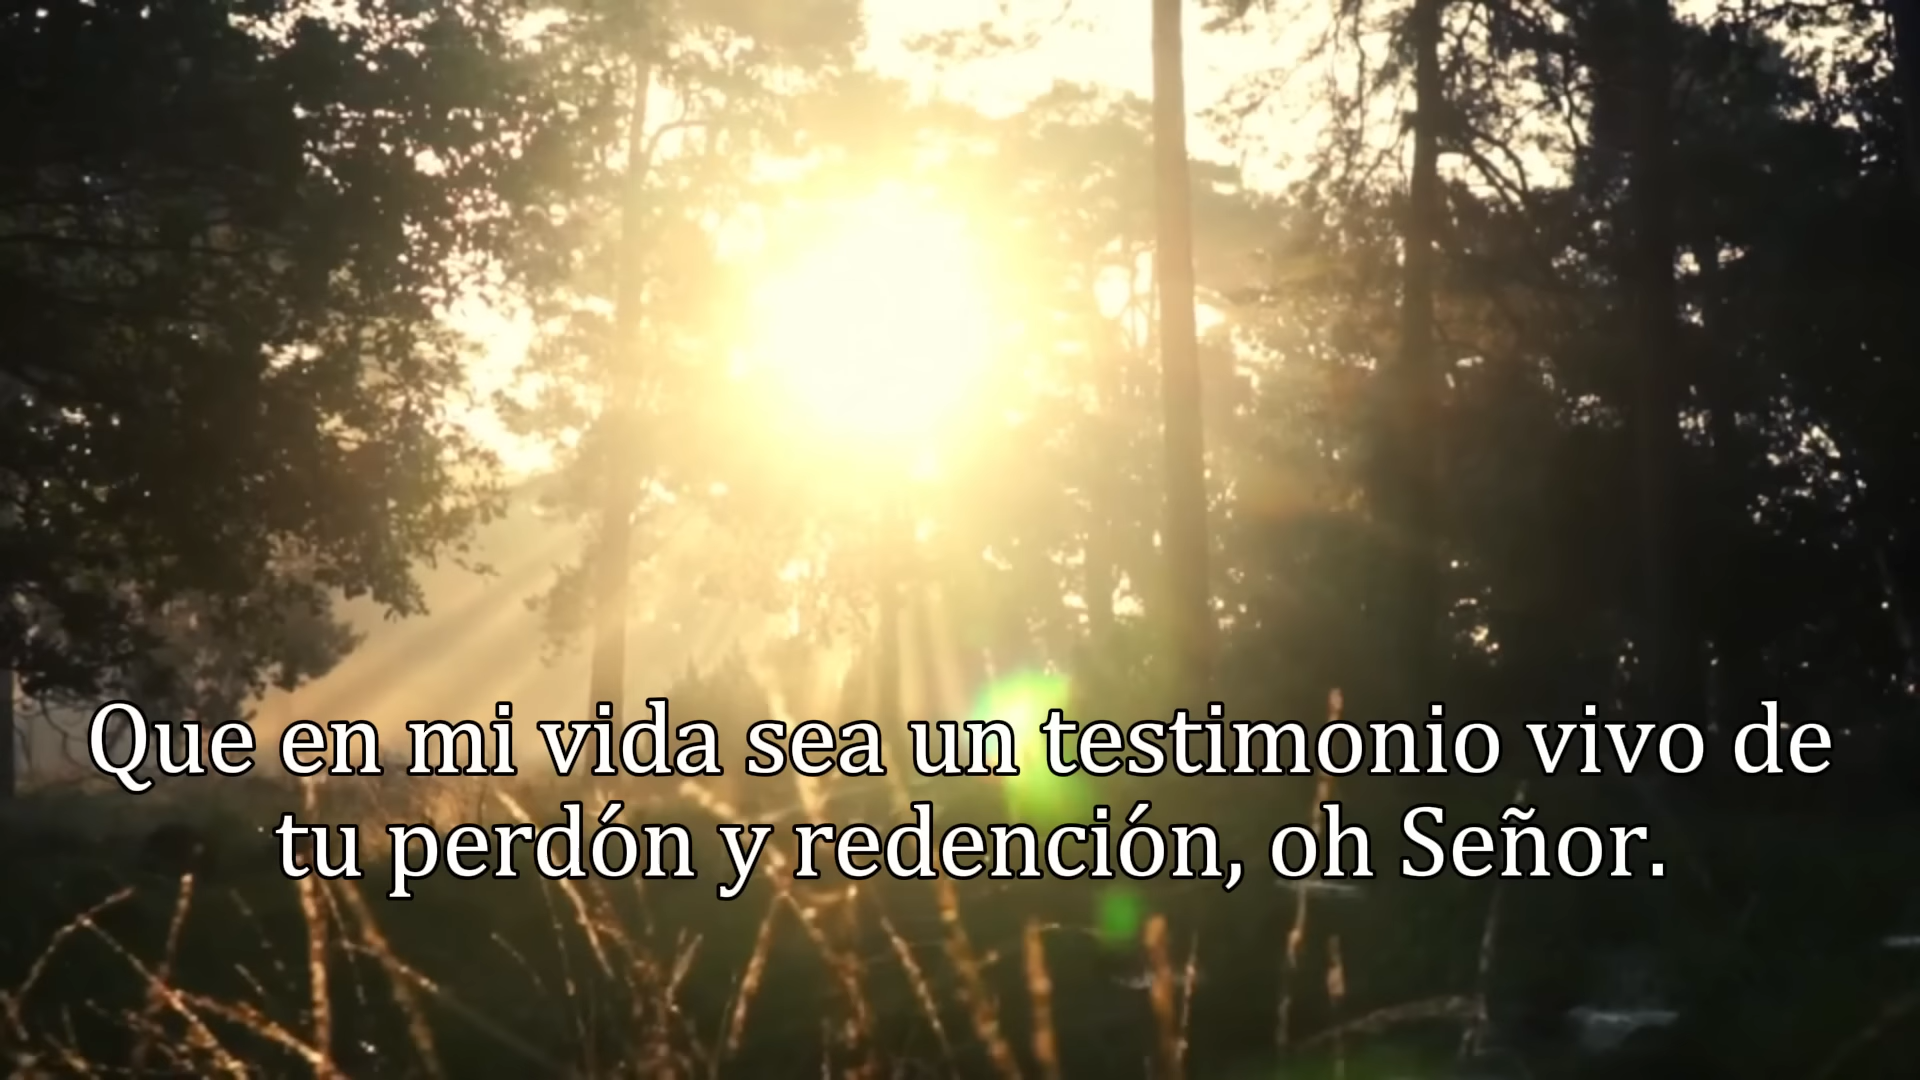 Que en mi vida sea un testimonio vivo de
tu perdón y redención, oh Señor.